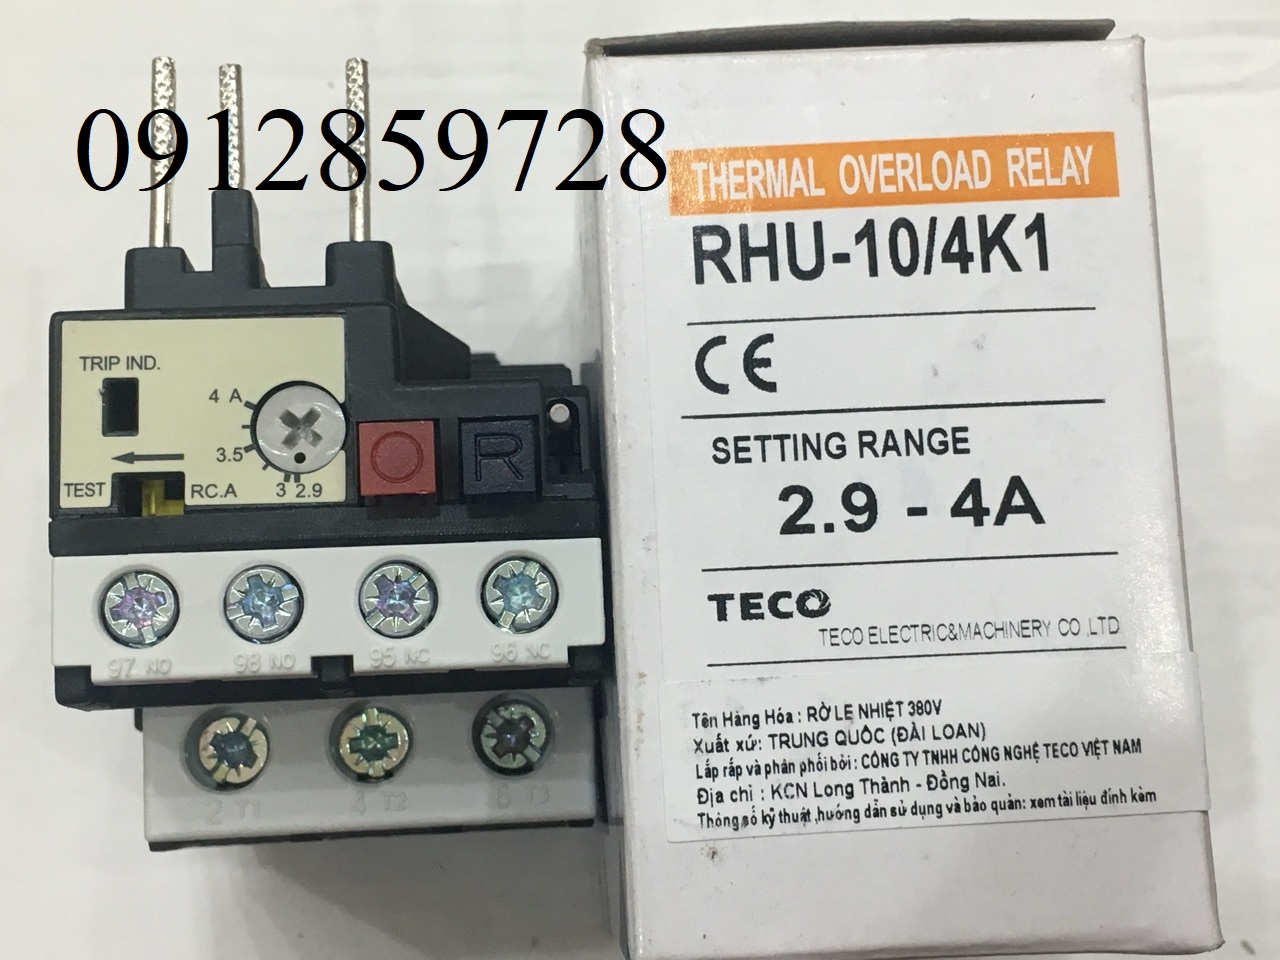 0912859728
TRIP IND.
4 A
3.5
3 2.9
TEST
RC.A
R
97 NO
98 NO
95 NC
96 NC
2 T1
4 T2
6 T3
THERMAL OVERLOAD RELAY
RHU-10/4K1
CE
SETTING RANGE
2.9 - 4A
TECO
TECO ELECTRIC&MACHINERY CO.,LTD
Tên Hàng Hóa : RỜ LE NHIỆT 380V
Xuất xứ: TRUNG QUỐC (ĐÀI LOAN)
Lắp rắp và phân phối bởi : CÔNG TY TNHH CÔNG NGHỆ TECO VIỆT NAM
Địa chỉ : KCN Long Thành - Đồng Nai.
Thông số kỹ thuật ,hướng dẫn sử dụng và bảo quản: xem tài liệu đính kèm